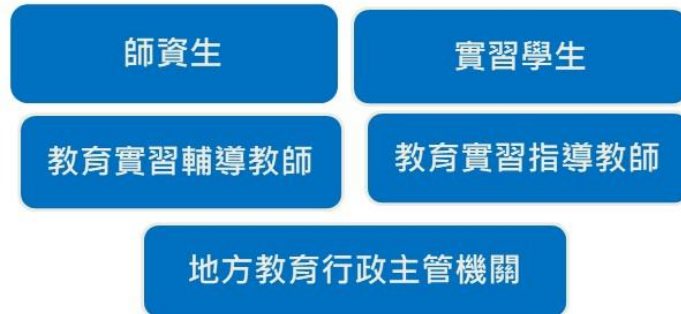 師資生
實習學生
教育實習輔導教師
教育實習指導教師
地方教育行政主管機關